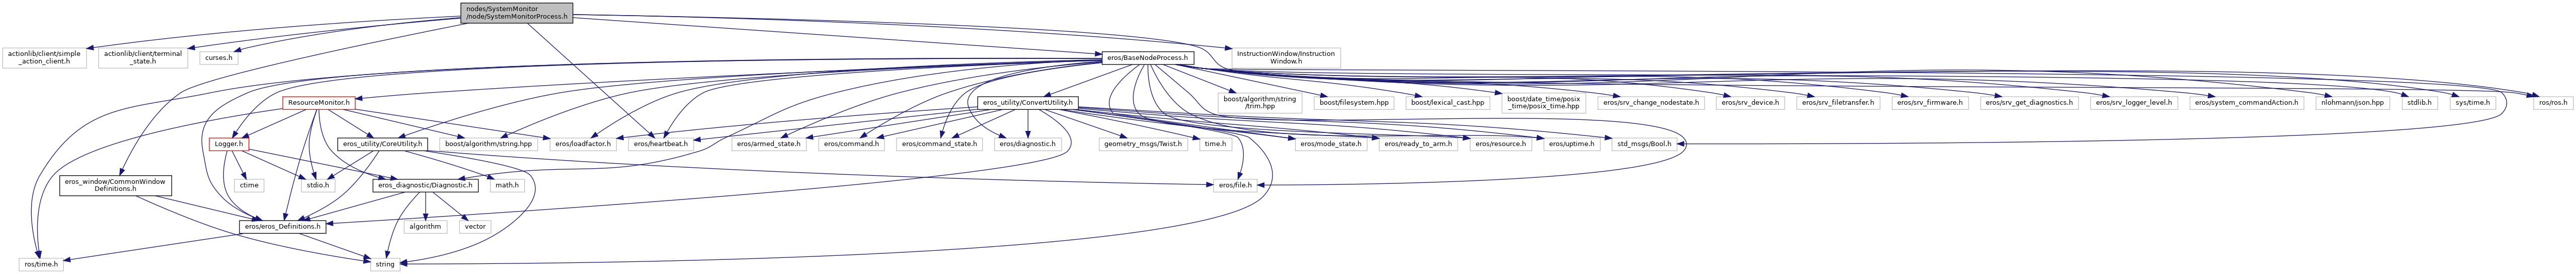 nodes/SystemMonitor
/node/SystemMonitorProcess.h
actionlib/client/simple
_action_client.h
actionlib/client/terminal
_state.h
curses.h
eros/BaseNodeProcess.h
InstructionWindow/Instruction
Window.h
ResourceMonitor.h
eros_utility/ConvertUtility.h
boost/algorithm/string
/trim.hpp
boost/filesystem.hpp
boost/lexical_cast.hpp
boost/date_time/posix
_time/posix_time.hpp
eros/srv_change_nodestate.h
eros/srv_device.h
eros/srv_filetransfer.h
eros/srv_firmware.h
eros/srv_get_diagnostics.h
eros/srv_logger_level.h
eros/system_commandAction.h
nlohmann/json.hpp
stdlib.h
sys/time.h
ros/ros.h
Logger.h
eros_utility/CoreUtility.h
boost/algorithm/string.hpp
eros/loadfactor.h
eros/heartbeat.h
eros/armed_state.h
eros/command.h
eros/command_state.h
eros/diagnostic.h
geometry_msgs/Twist.h
time.h
eros/mode_state.h
eros/ready_to_arm.h
eros/resource.h
eros/uptime.h
std_msgs/Bool.h
eros_window/CommonWindow
Definitions.h
ctime
stdio.h
eros_diagnostic/Diagnostic.h
math.h
eros/file.h
eros/eros_Definitions.h
algorithm
vector
ros/time.h
string